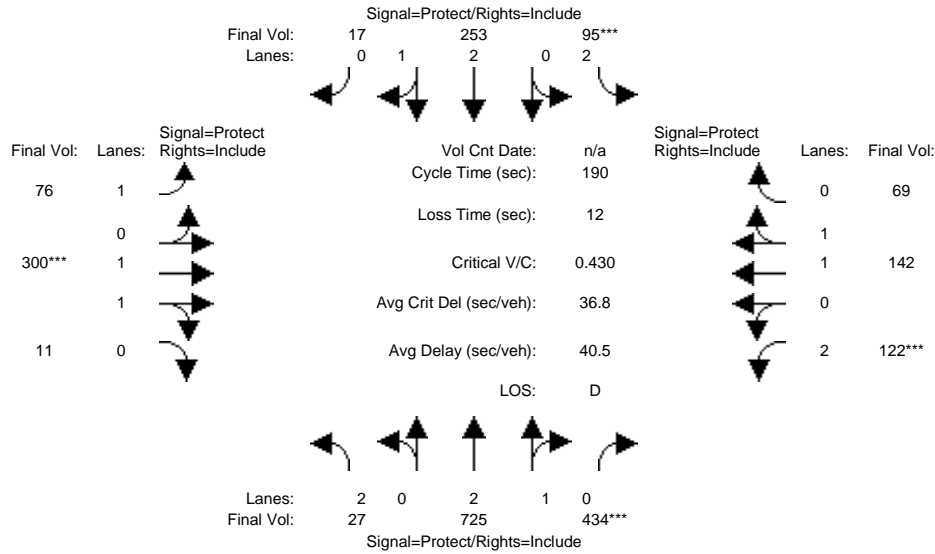 Signal=Protect/Rights=Include
Final Vol: 17 253 95***
Lanes: 0 1 2 0 2
Signal=Protect
Final Vol: Lanes: Rights=Include
Vol Cnt Date: n/a
Signal=Protect
Rights=Include Lanes: Final Vol:
Cycle Time (sec): 190
76 1
0 69
Loss Time (sec): 12
0
1
300*** 1
Critical V/C: 0.430
1 142
1
Avg Crit Del (sec/veh): 36.8
0
11 0
Avg Delay (sec/veh): 40.5
2 122***
LOS: D
Lanes: 2 0 2 1 0
Final Vol: 27 725 434***
Signal=Protect/Rights=Include